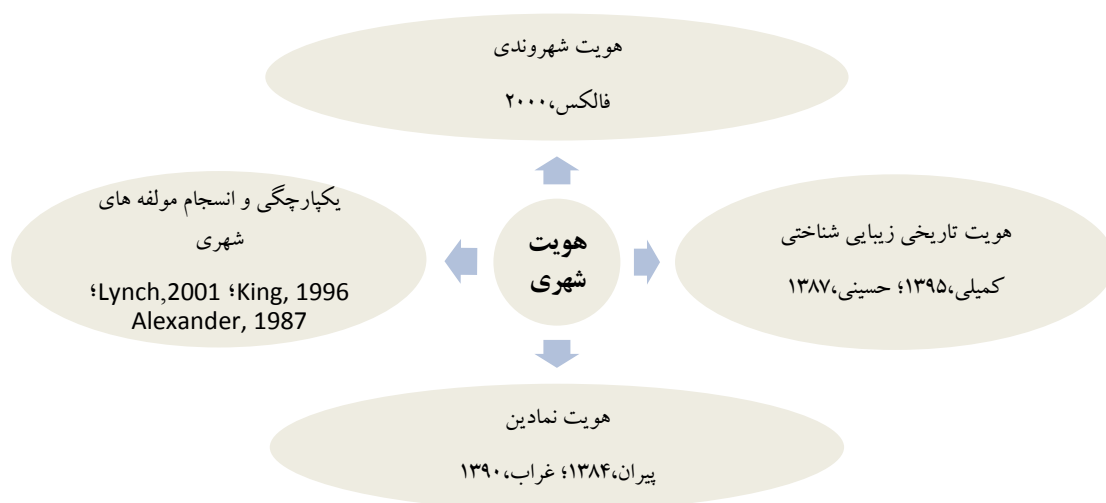 هویت شهروندی
فالکس،۲۰۰۰
هویت تاریخی زیبایی شناختی
کمیلی،۱۳۹۵؛ حسینی،۱۳۸۷
هویت
شهری
یکپارچگی و انسجام مولفه های
شهری
؛Lynch,2001 ؛King, 1996
Alexander, 1987
هویت نمادین
پیران،۱۳۸۴؛ غراب،۱۳۹۰